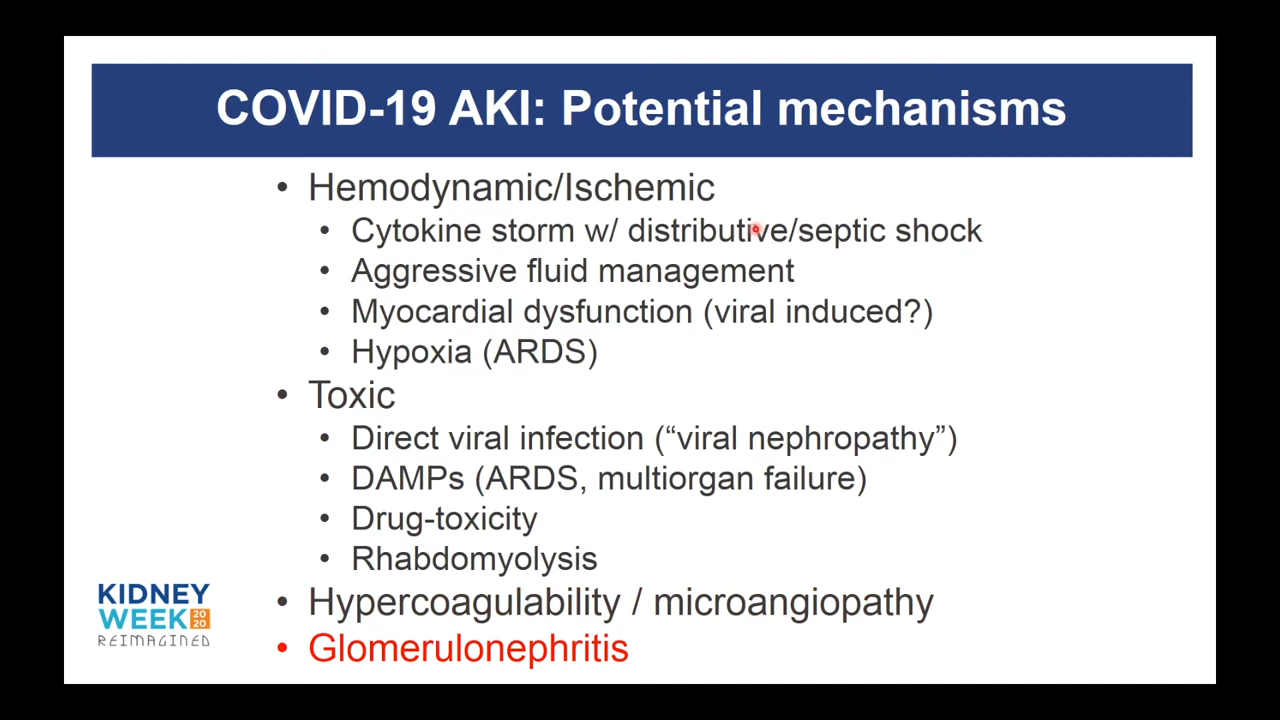 COVID-19 AKI: Potential mechanisms
• Hemodynamic/Ischemic
• Cytokine storm w/ distributive/septic shock
• Aggressive fluid management
• Myocardial dysfunction (viral induced?)
• Hypoxia (ARDS)
• Toxic
• Direct viral infection (“viral nephropathy”)
• DAMPs (ARDS, multiorgan failure)
• Drug-toxicity
• Rhabdomyolysis
• Hypercoagulability / microangiopathy
• Glomerulonephritis
KIDNEY
WEEK 20
20
REIMAGINED